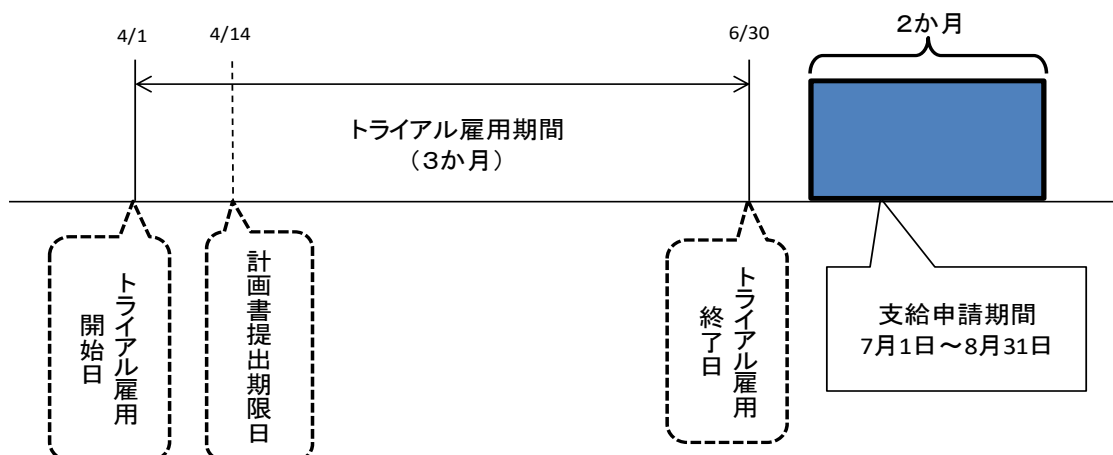 4/1
4/14
6/30
2か月
トライアル雇用期間
（3か月）
トライアル雇用
開始日
計画書提出期限日
トライアル雇用
終了日
支給申請期間
7月1日～8月31日